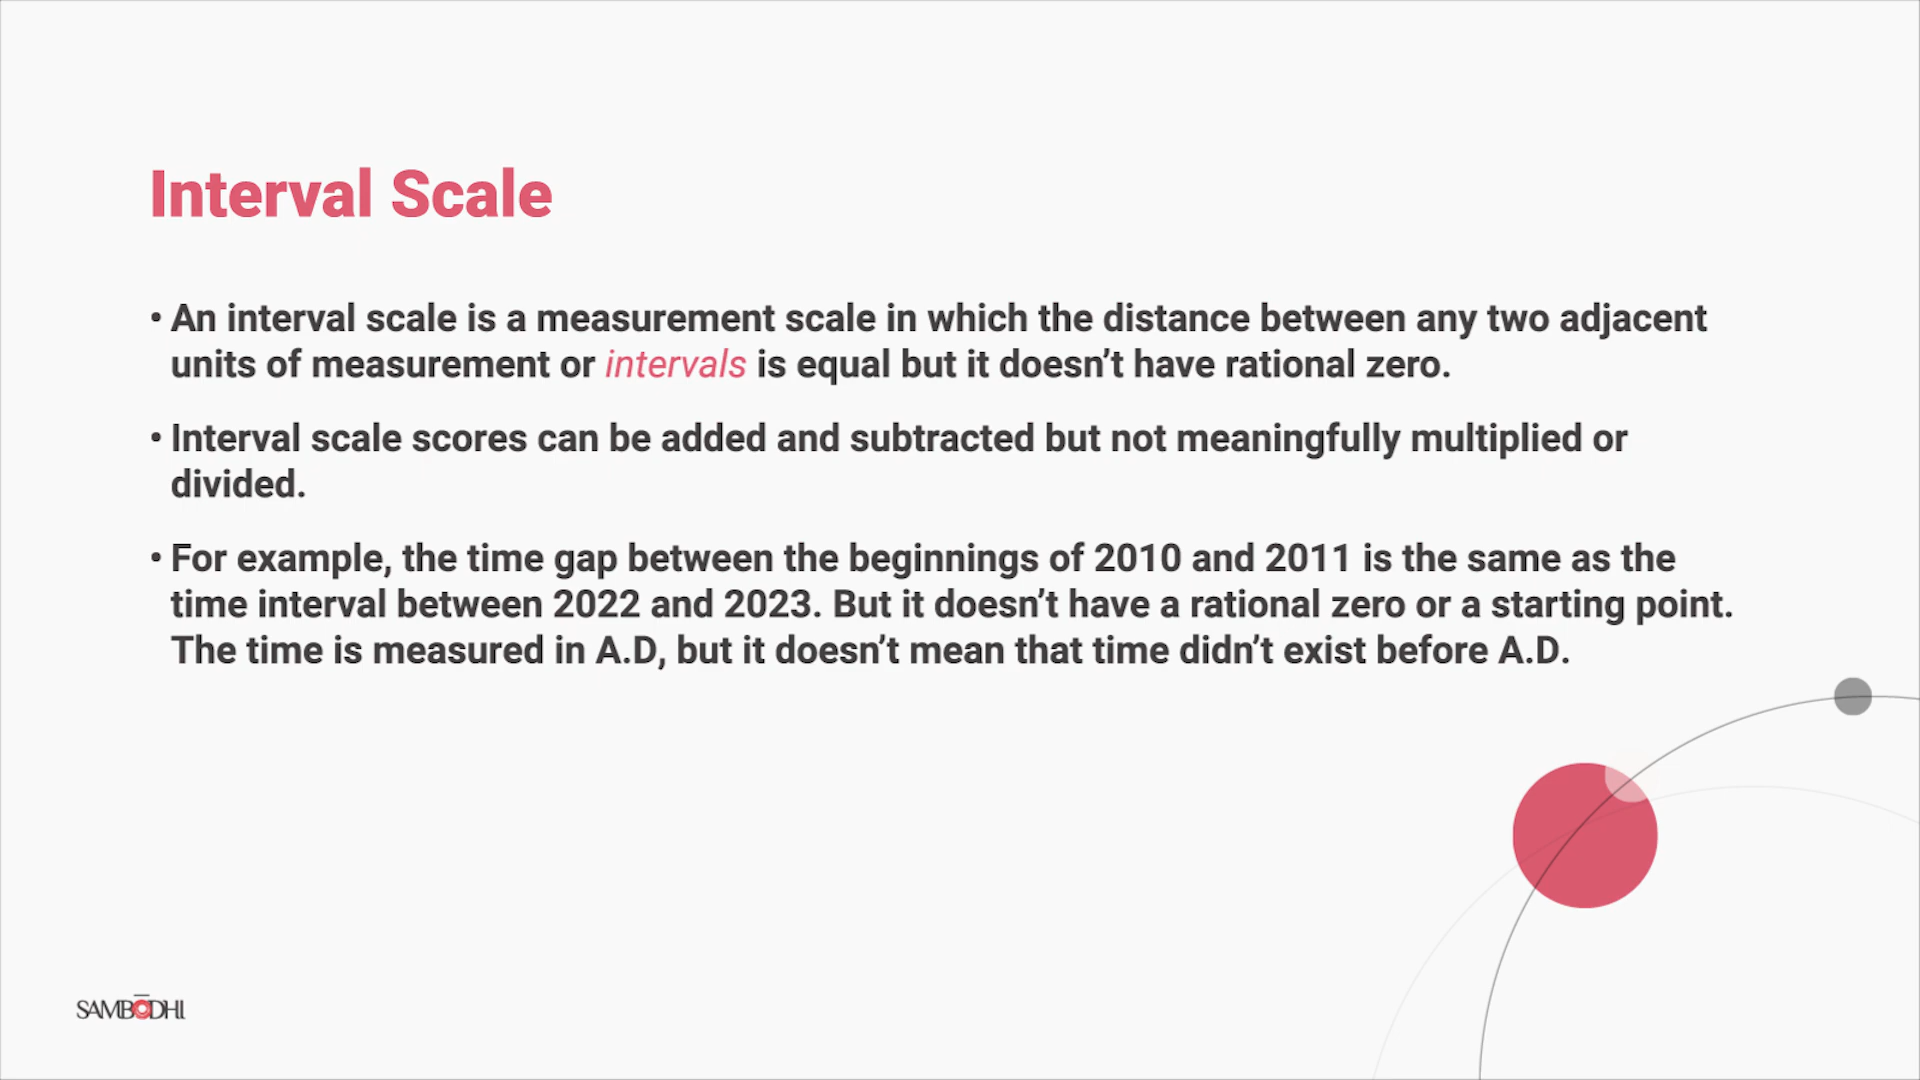 Interval Scale
• An interval scale is a measurement scale in which the distance between any two adjacent
units of measurement or intervals is equal but it doesn’t have rational zero.
• Interval scale scores can be added and subtracted but not meaningfully multiplied or
divided.
• For example, the time gap between the beginnings of 2010 and 2011 is the same as the
time interval between 2022 and 2023. But it doesn’t have a rational zero or a starting point.
The time is measured in A.D, but it doesn’t mean that time didn’t exist before A.D.
SAMBŌDHI